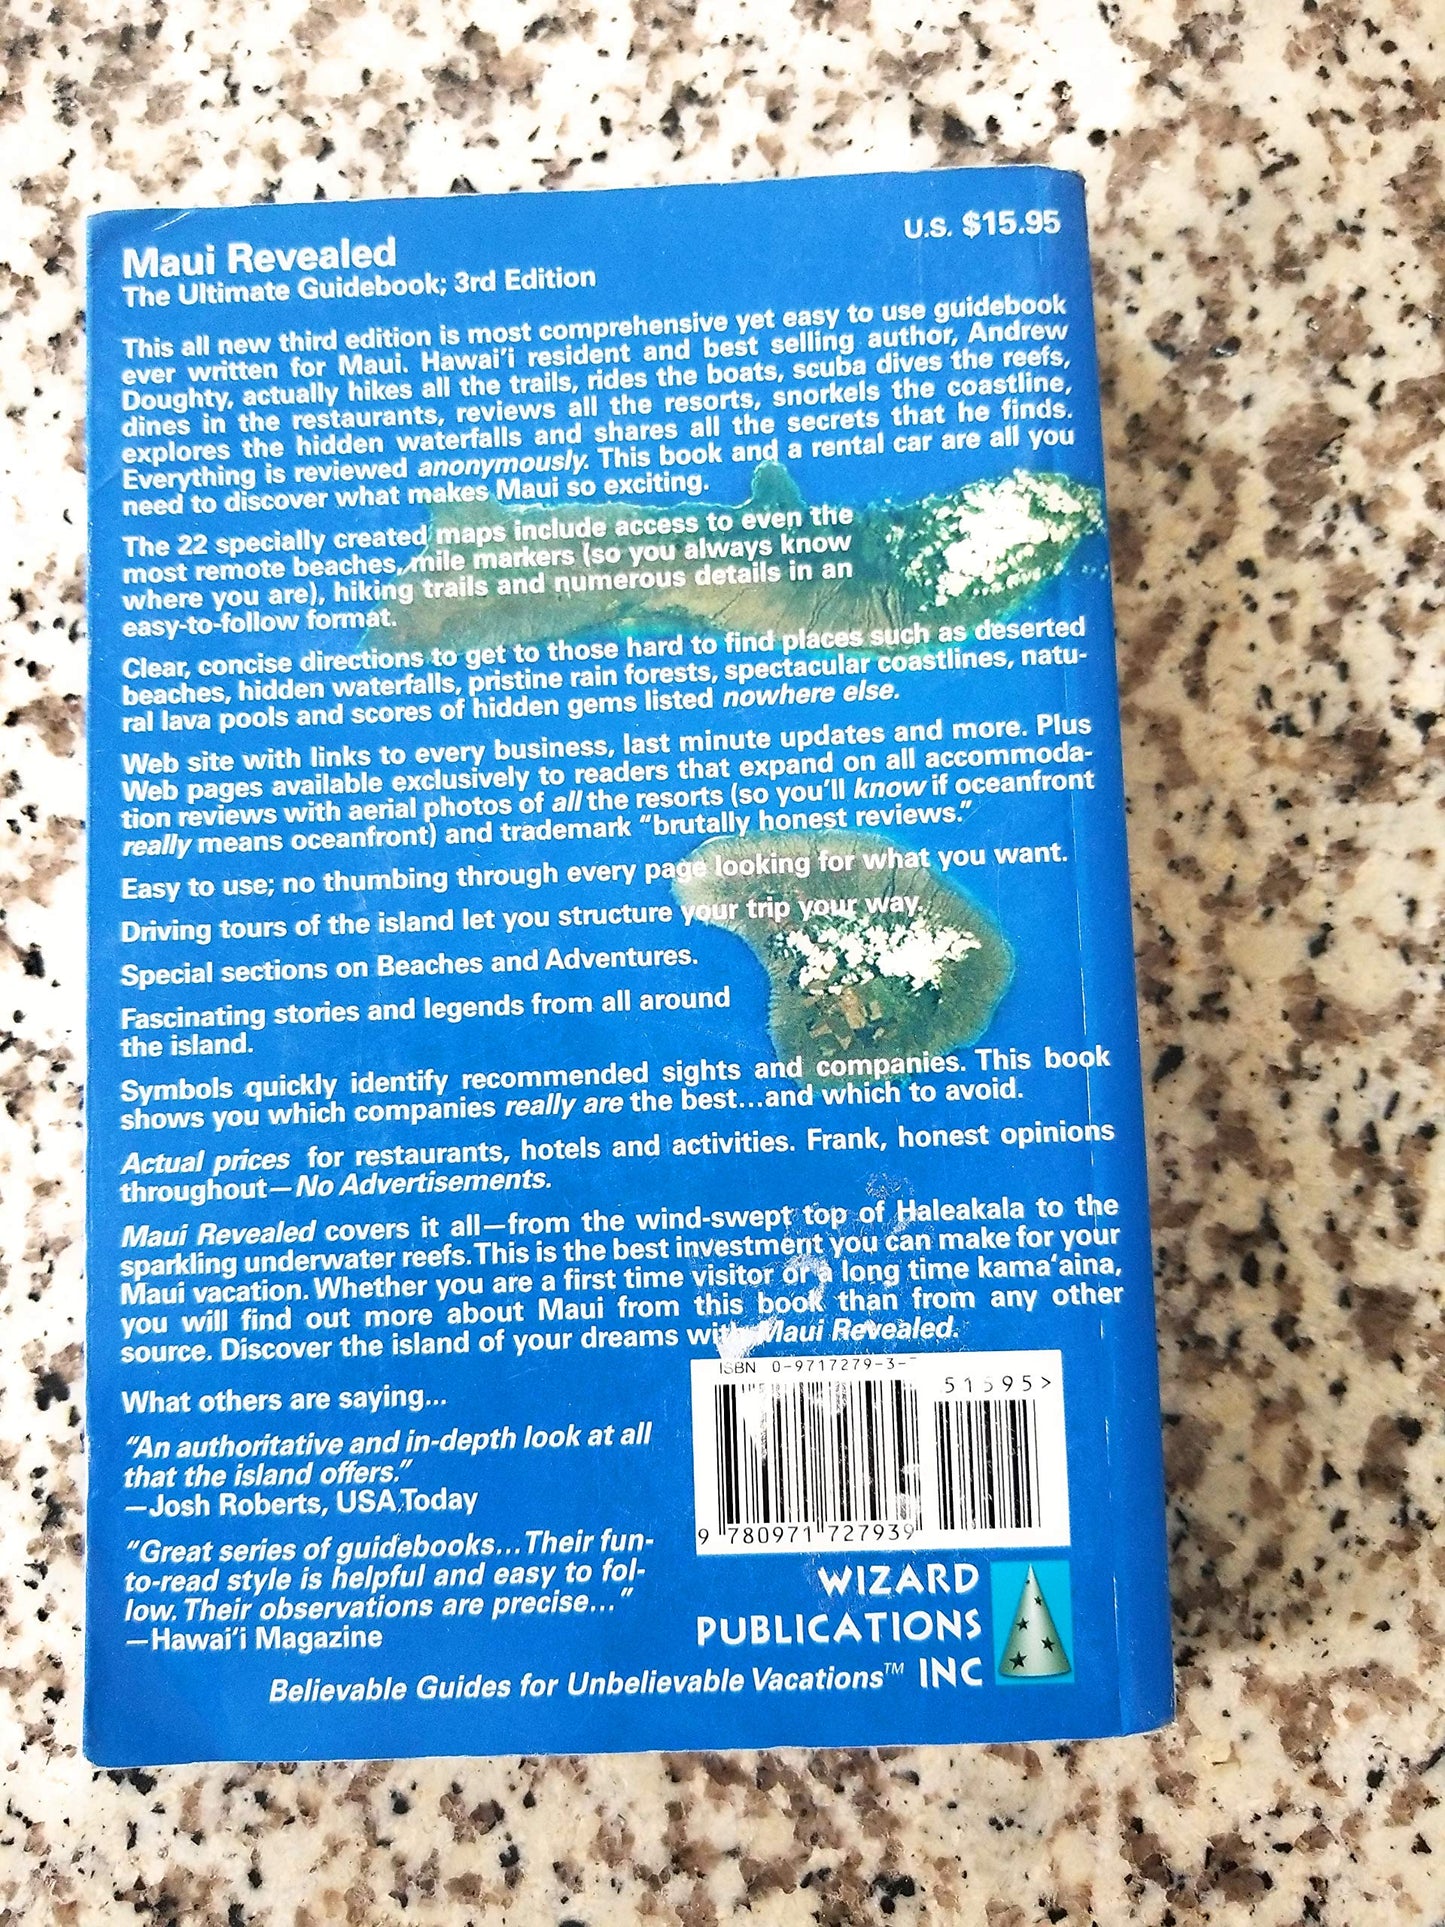 U.S. $15.95
Maui Revealed
The Ultimate Guidebook; 3rd Edition
This all new third edition is most comprehensive yet easy to use guidebook
ever written for Maui. Hawai'i resident and best selling author, Andrew
Doughty, actually hikes all the trails, rides the boats, scuba dives the reefs,
dines in the restaurants, reviews all the resorts, snorkels the coastline,
explores the hidden waterfalls and shares all the secrets that he finds.
Everything is reviewed anonymously. This book and a rental car are all you
need to discover what makes Maui so exciting.
The 22 specially created maps include access to even the
most remote beaches, mile markers (so you always know
where you are), hiking trails and numerous details in an
easy-to-follow format.
Clear, concise directions to get to those hard to find places such as deserted
beaches, hidden waterfalls, pristine rain forests, spectacular coastlines, natu-
ral lava pools and scores of hidden gems listed nowhere else.
Web site with links to every business, last minute updates and more. Plus
Web pages available exclusively to readers that expand on all accommoda-
tion reviews with aerial photos of all the resorts (so you'll know if oceanfront
really means oceanfront) and trademark "brutally honest reviews."
Easy to use; no thumbing through every page looking for what you want.
Driving tours of the island let you structure your trip your way.
Special sections on Beaches and Adventures.
Fascinating stories and legends from all around
the island.
Symbols quickly identify recommended sights and companies. This book
shows you which companies really are the best...and which to avoid.
Actual prices for restaurants, hotels and activities. Frank, honest opinions
throughout—No Advertisements.
Maui Revealed covers it all—from the wind-swept top of Haleakala to the
sparkling underwater reefs. This is the best investment you can make for your
Maui vacation. Whether you are a first time visitor or a long time kama'aina,
you will find out more about Maui from this book than from any other
source. Discover the island of your dreams with Maui Revealed.
What others are saying...
"An authoritative and in-depth look at all
that the island offers."
—Josh Roberts, USA Today
"Great series of guidebooks...Their fun-
to-read style is helpful and easy to fol-
low. Their observations are precise..."
—Hawai'i Magazine
ISBN 0-9717279-3-
51595>
9 780971 727939
WIZARD
PUBLICATIONS
INC
Believable Guides for Unbelievable Vacations™